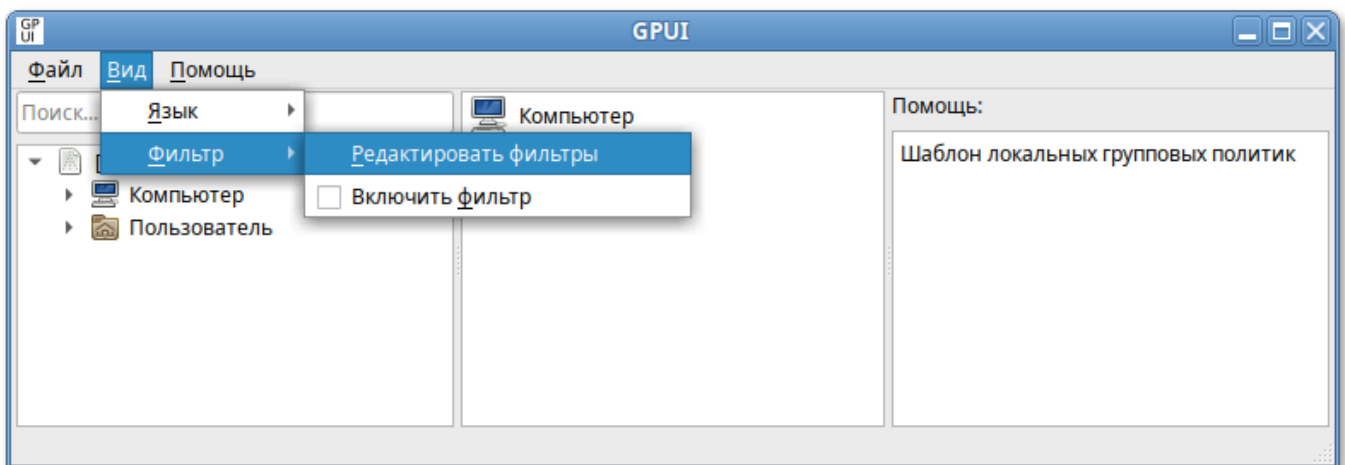 GP
UI
GPUI
Файл Вид Помощь
Поиск...
Язык
Фильтр
Редактировать фильтры
Включить фильтр
Компьютер
Пользователь
Компьютер
Помощь:
Шаблон локальных групповых политик